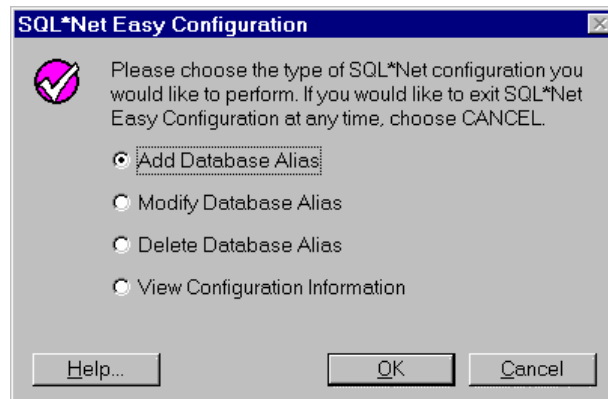 SQL*Net Easy Configuration
Please choose the type of SQL*Net configuration you
would like to perform. If you would like to exit SQL*Net
Easy Configuration at any time, choose CANCEL.
Add Database Alias
Modify Database Alias
Delete Database Alias
View Configuration Information
Help...
OK
Cancel